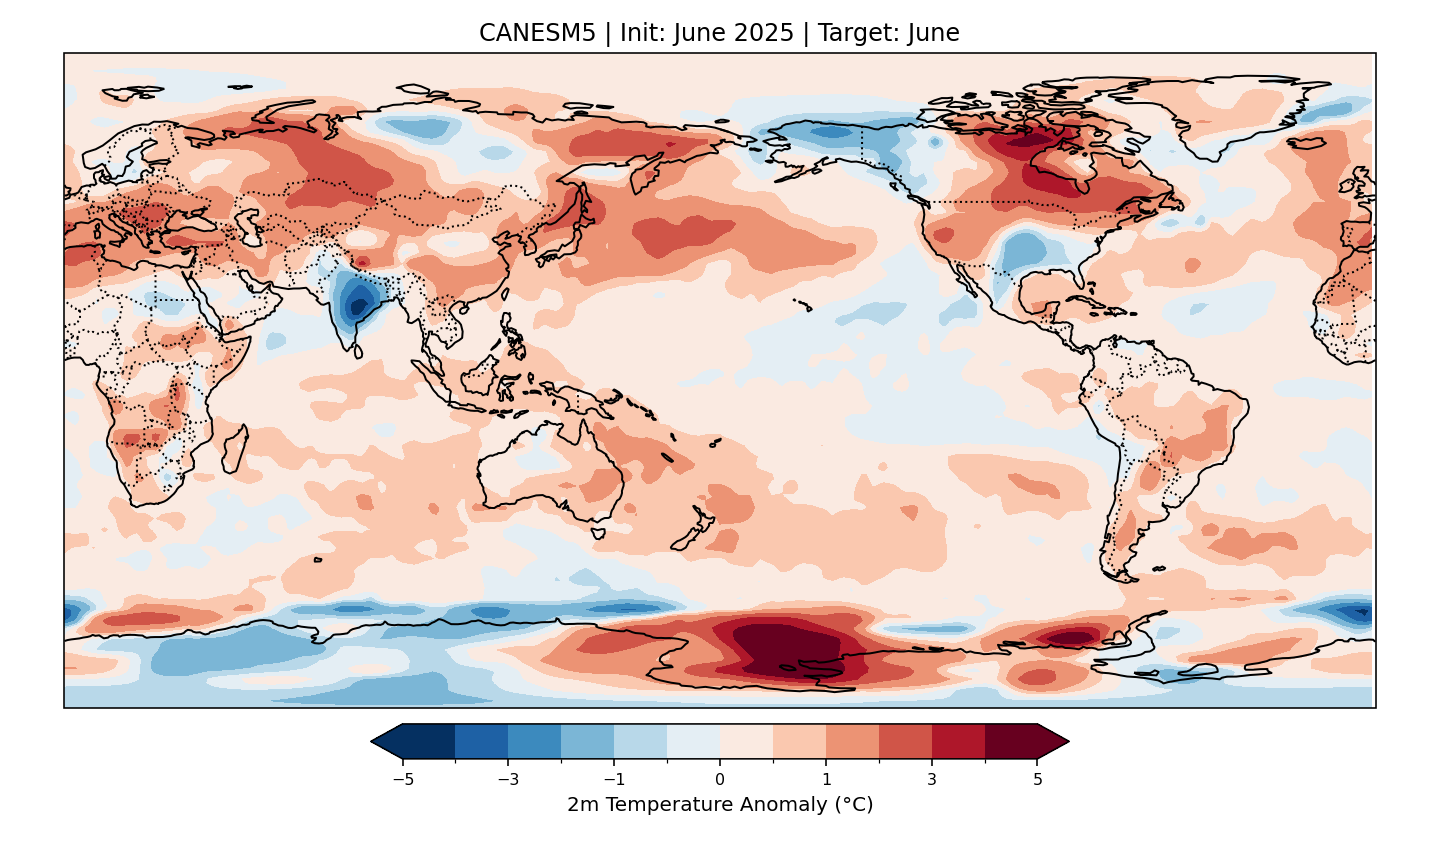 CANESM5 | Init: June 2025 | Target: June
−5 −3 −1 0 1 3 5
2m Temperature Anomaly (°C)